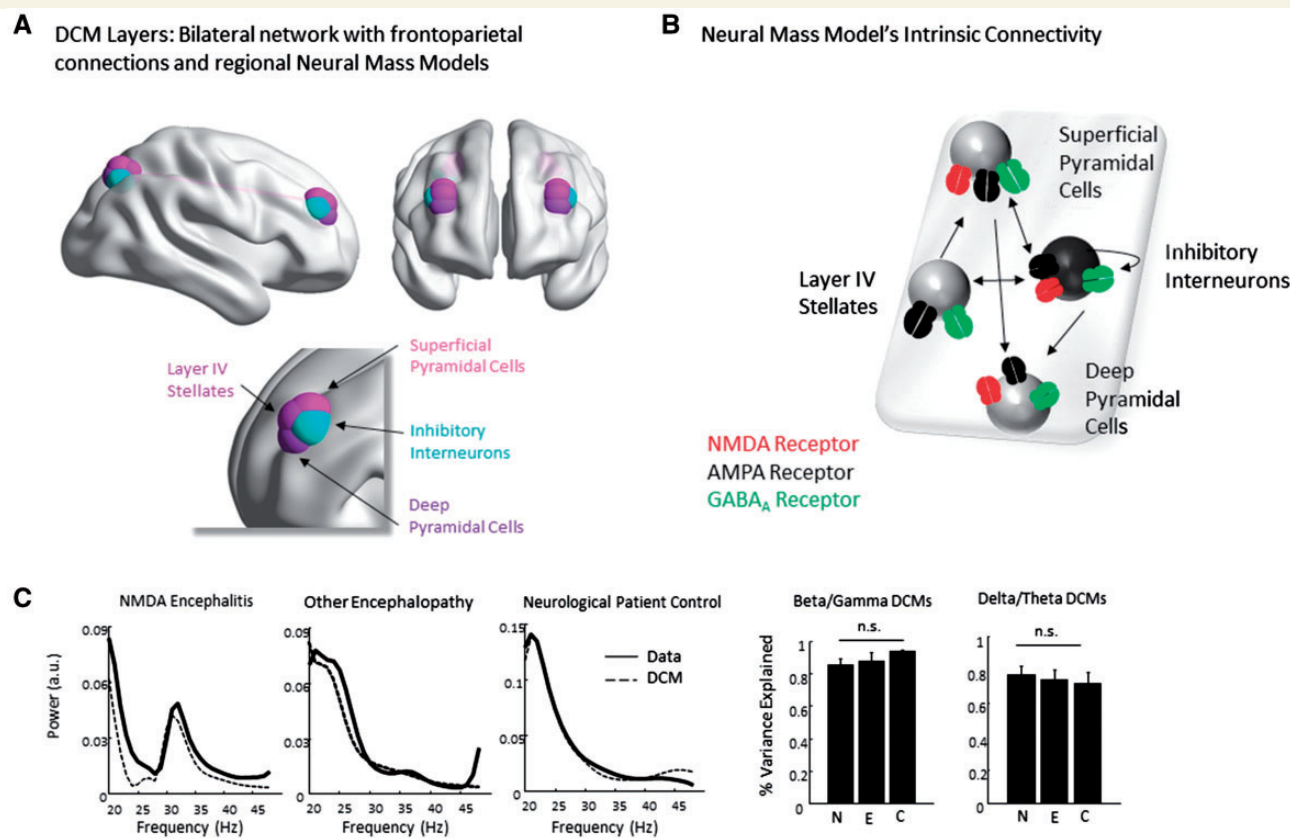 A
DCM Layers: Bilateral network with frontoparietal
connections and regional Neural Mass Models
Layer IV
Stellates
Superficial
Pyramidal Cells
Inhibitory
Interneurons
Deep
Pyramidal Cells
B
Neural Mass Model's Intrinsic Connectivity
Superficial
Pyramidal
Cells
Layer IV
Stellates
Inhibitory
Interneurons
Deep
Pyramidal
Cells
NMDA Receptor
AMPA Receptor
GABAA Receptor
C
NMDA Encephalitis
Power (a.u.)
0.09
0.06
0.03
0
20 25 30 35 40 45
Frequency (Hz)
Other Encephalopathy
0.09
0.06
0.03
0
20 25 30 35 40 45
Frequency (Hz)
Neurological Patient Control
0.15
0.1
0.05
0
20 25 30 35 40 45
Frequency (Hz)
Data
DCM
Beta/Gamma DCMs
n.s.
% Variance Explained
1
0.8
0.6
0.4
0.2
0
N E C
Delta/Theta DCMs
n.s.
1
0.8
0.6
0.4
0.2
0
N E C